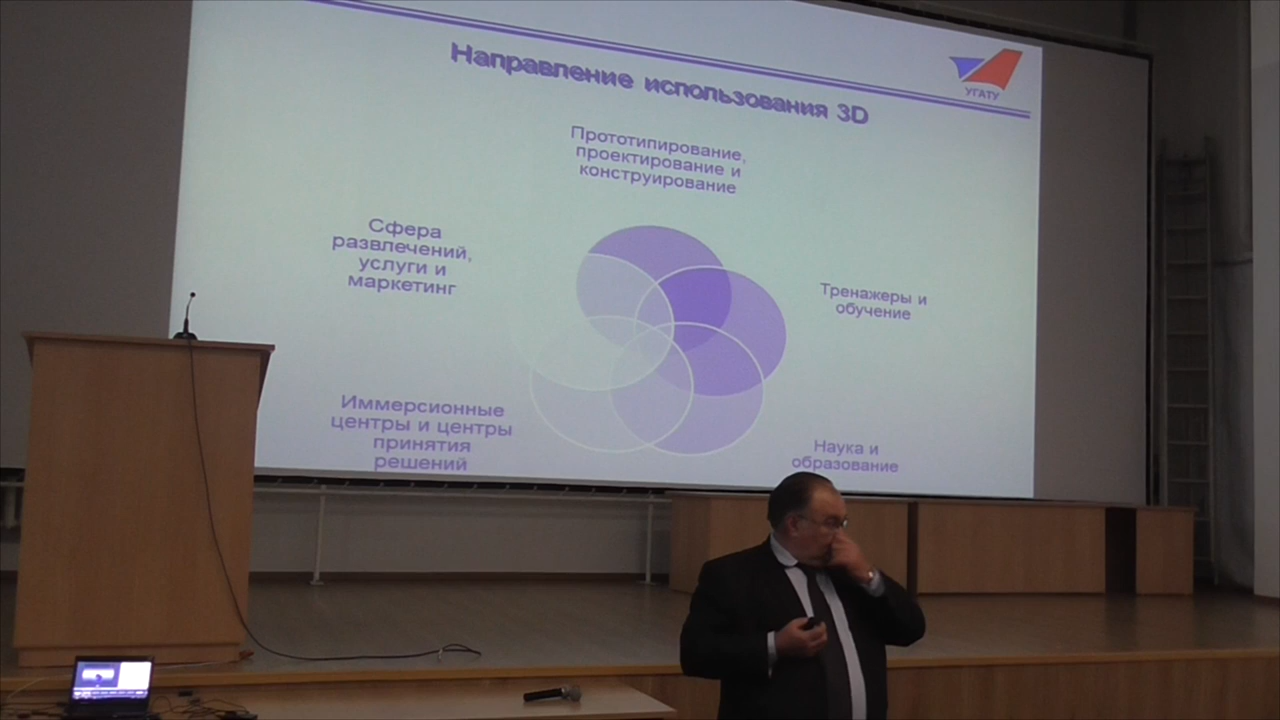 Направление использования 3D
УГАТУ
Прототипирование,
проектирование и
конструирование
Сфера
развлечений,
услуги и
маркетинг
Тренажеры и
обучение
Иммерсионные
центры и центры
принятия
решений
Наука и
образование